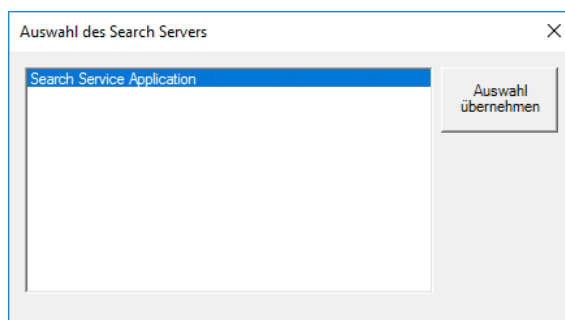 Auswahl des Search Servers
Search Service Application
Auswahl
übernehmen